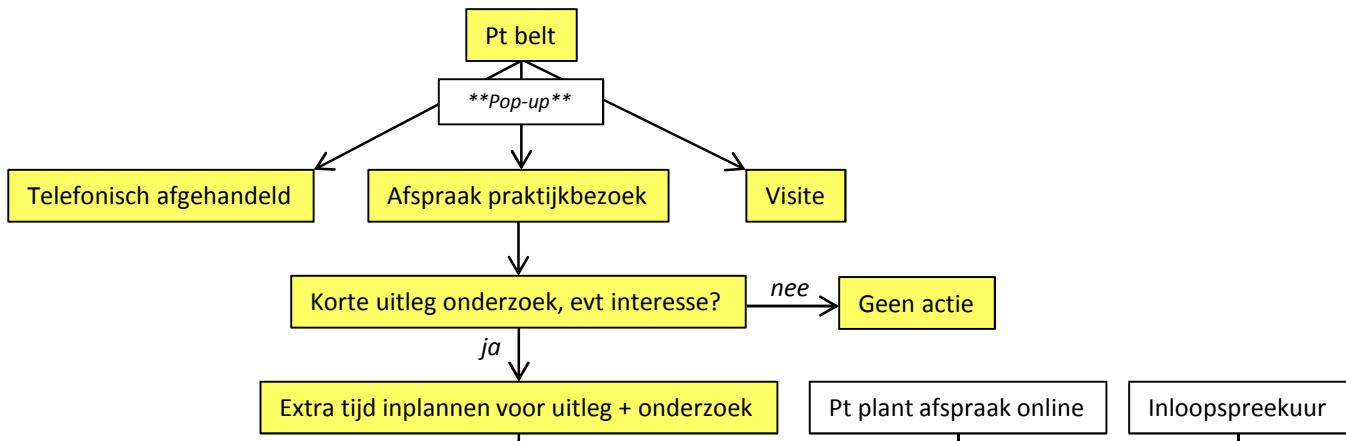 Pt belt
**Pop-up**
Telefonisch afgehandeld
Afspraak praktijkbezoek
Visite
Korte uitleg onderzoek, evt interesse?
nee
Geen actie
ja
Extra tijd inplannen voor uitleg + onderzoek
Pt plant afspraak online
Inloopspreekuur